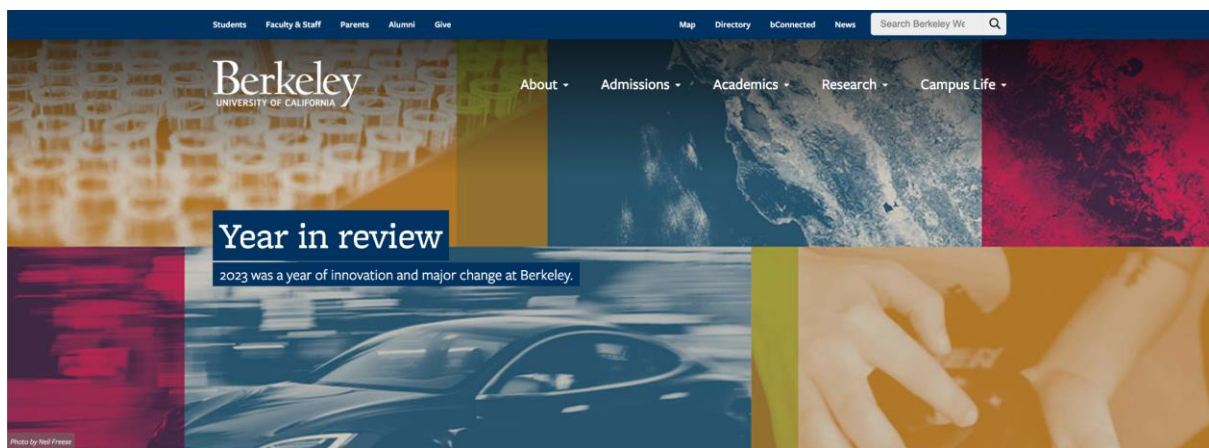 Students Faculty & Staff Parents Alumni Give Map Directory bConnected News Search Berkeley We
Berkeley
UNIVERSITY OF CALIFORNIA
About Admissions Academics Research Campus Life
Year in review
2023 was a year of innovation and major change at Berkeley.
Photo by Neil Freese